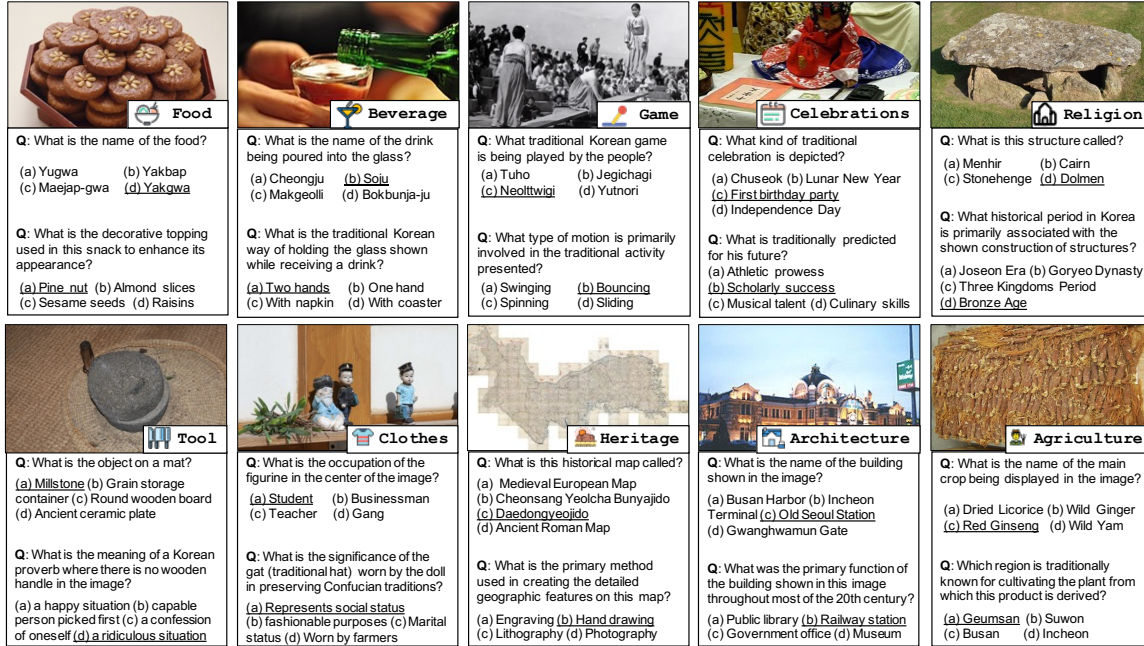 Food
Q: What is the name of the food?
(a) Yugwa (b) Yakbap
(c) Maejap-gwa (d) Yakgwa
Q: What is the decorative topping
used in this snack to enhance its
appearance?
(a) Pine nut (b) Almond slices
(c) Sesame seeds (d) Raisins
Beverage
Q: What is the name of the drink
being poured into the glass?
(a) Cheongju (b) Soju
(c) Makgeolli (d) Bokbunja-ju
Q: What is the traditional Korean
way of holding the glass shown
while receiving a drink?
(a) Two hands (b) One hand
(c) With napkin (d) With coaster
Game
Q: What traditional Korean game
is being played by the people?
(a) Tuho (b) Jegichagi
(c) Neolttwigi (d) Yutnori
Q: What type of motion is primarily
involved in the traditional activity
presented?
(a) Swinging (b) Bouncing
(c) Spinning (d) Sliding
Celebrations
Q: What kind of traditional
celebration is depicted?
(a) Chuseok (b) Lunar New Year
(c) First birthday party
(d) Independence Day
Q: What is traditionally predicted
for his future?
(a) Athletic prowess
(b) Scholarly success
(c) Musical talent (d) Culinary skills
Religion
Q: What is this structure called?
(a) Menhir (b) Cairn
(c) Stonehenge (d) Dolmen
Q: What historical period in Korea
is primarily associated with the
shown construction of structures?
(a) Joseon Era (b) Goryeo Dynasty
(c) Three Kingdoms Period
(d) Bronze Age
Tool
Q: What is the object on a mat?
(a) Millstone (b) Grain storage
container (c) Round wooden board
(d) Ancient ceramic plate
Q: What is the meaning of a Korean
proverb where there is no wooden
handle in the image?
(a) a happy situation (b) capable
person picked first (c) a confession
of oneself (d) a ridiculous situation
Clothes
Q: What is the occupation of the
figurine in the center of the image?
(a) Student (b) Businessman
(c) Teacher (d) Gang
Q: What is the significance of the
gat (traditional hat) worn by the doll
in preserving Confucian traditions?
(a) Represents social status
(b) fashionable purposes (c) Marital
status (d) Worn by farmers
Heritage
Q: What is this historical map called?
(a) Medieval European Map
(b) Cheonsang Yeolcha Bunyajido
(c) Daedongyeojido
(d) Ancient Roman Map
Q: What is the primary method
used in creating the detailed
geographic features on this map?
(a) Engraving (b) Hand drawing
(c) Lithography (d) Photography
Architecture
Q: What is the name of the building
shown in the image?
(a) Busan Harbor (b) Incheon
Terminal (c) Old Seoul Station
(d) Gwanghwamun Gate
Q: What was the primary function of
the building shown in this image
throughout most of the 20th century?
(a) Public library (b) Railway station
(c) Government office (d) Museum
Agriculture
Q: What is the name of the main
crop being displayed in the image?
(a) Dried Licorice (b) Wild Ginger
(c) Red Ginseng (d) Wild Yam
Q: Which region is traditionally
known for cultivating the plant from
which this product is derived?
(a) Geumsan (b) Suwon
(c) Busan (d) Incheon